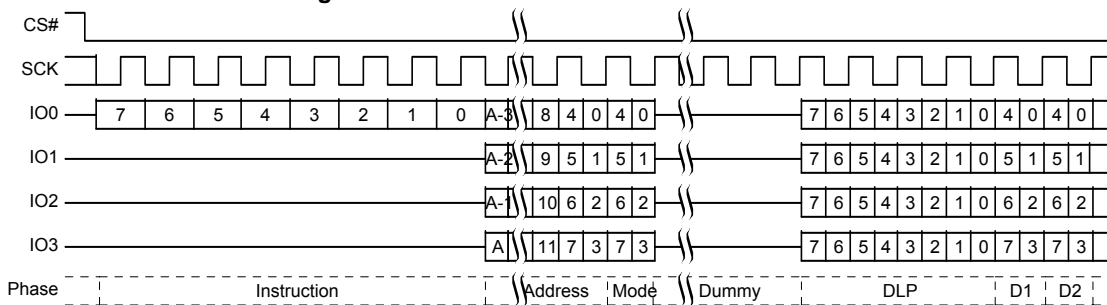 CS#
SCK
IO0 7 6 5 4 3 2 1 0 A-3 8 4 0 4 0 7 6 5 4 3 2 1 0 4 0 4 0
IO1 A-2 9 5 1 5 1 7 6 5 4 3 2 1 0 5 1 5 1
IO2 A-1 10 6 2 6 2 7 6 5 4 3 2 1 0 6 2 6 2
IO3 A 11 7 3 7 3 7 6 5 4 3 2 1 0 7 3 7 3
Phase Instruction Address Mode Dummy DLP D1 D2